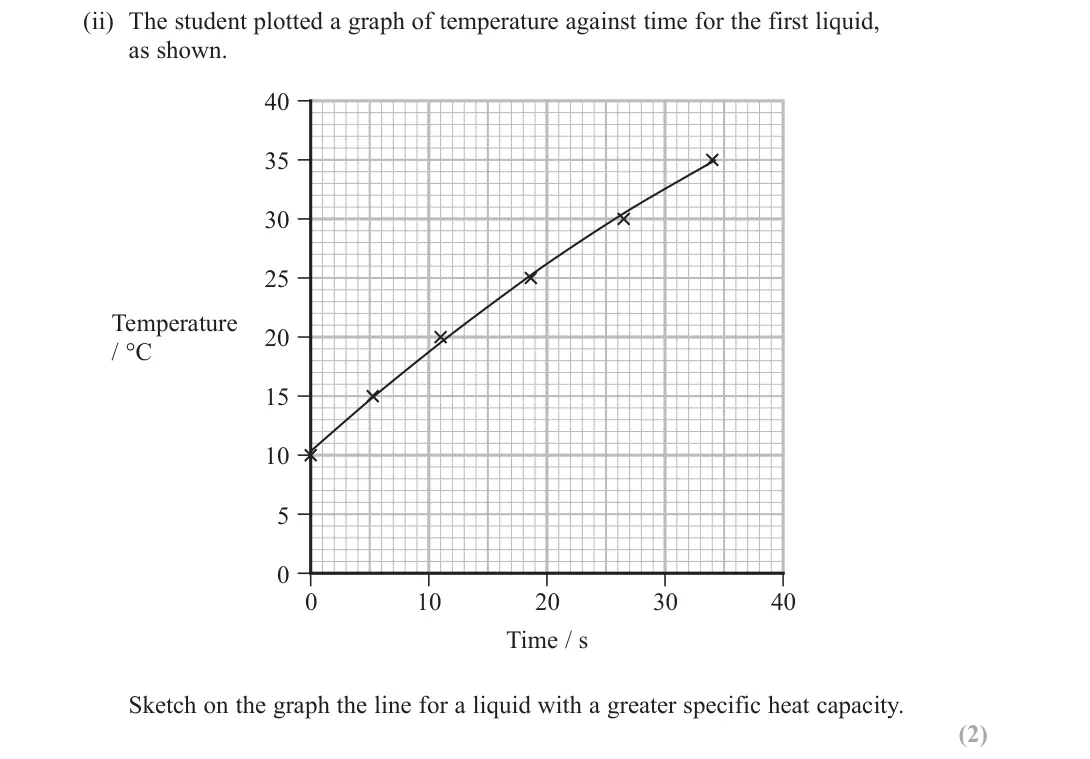 (ii) The student plotted a graph of temperature against time for the first liquid,
as shown.
40
35
30
25
Temperature
/ °C
20
15
10
5
0
0 10 20 30 40
Time / s
Sketch on the graph the line for a liquid with a greater specific heat capacity.
(2)